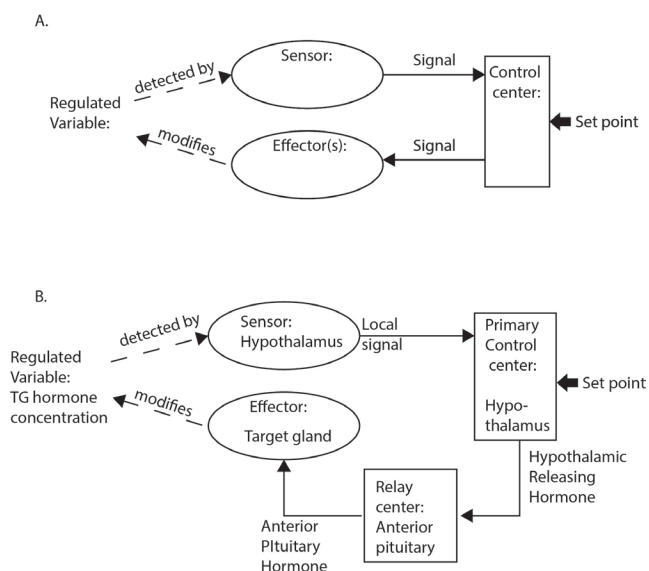 A.
Sensor:
Signal
Control
center:
detected by
Regulated
Variable:
Set point
modifies
Effector(s):
Signal
B.
detected by
Sensor:
Hypothalamus
Local
signal
Primary
Control
center:
Hypo-
thalamus
Regulated
Variable:
TG hormone
concentration
Set point
modifies
Effector:
Target gland
Hypothalamic
Releasing
Hormone
Relay
center:
Anterior
pituitary
Anterior
PItuitary
Hormone